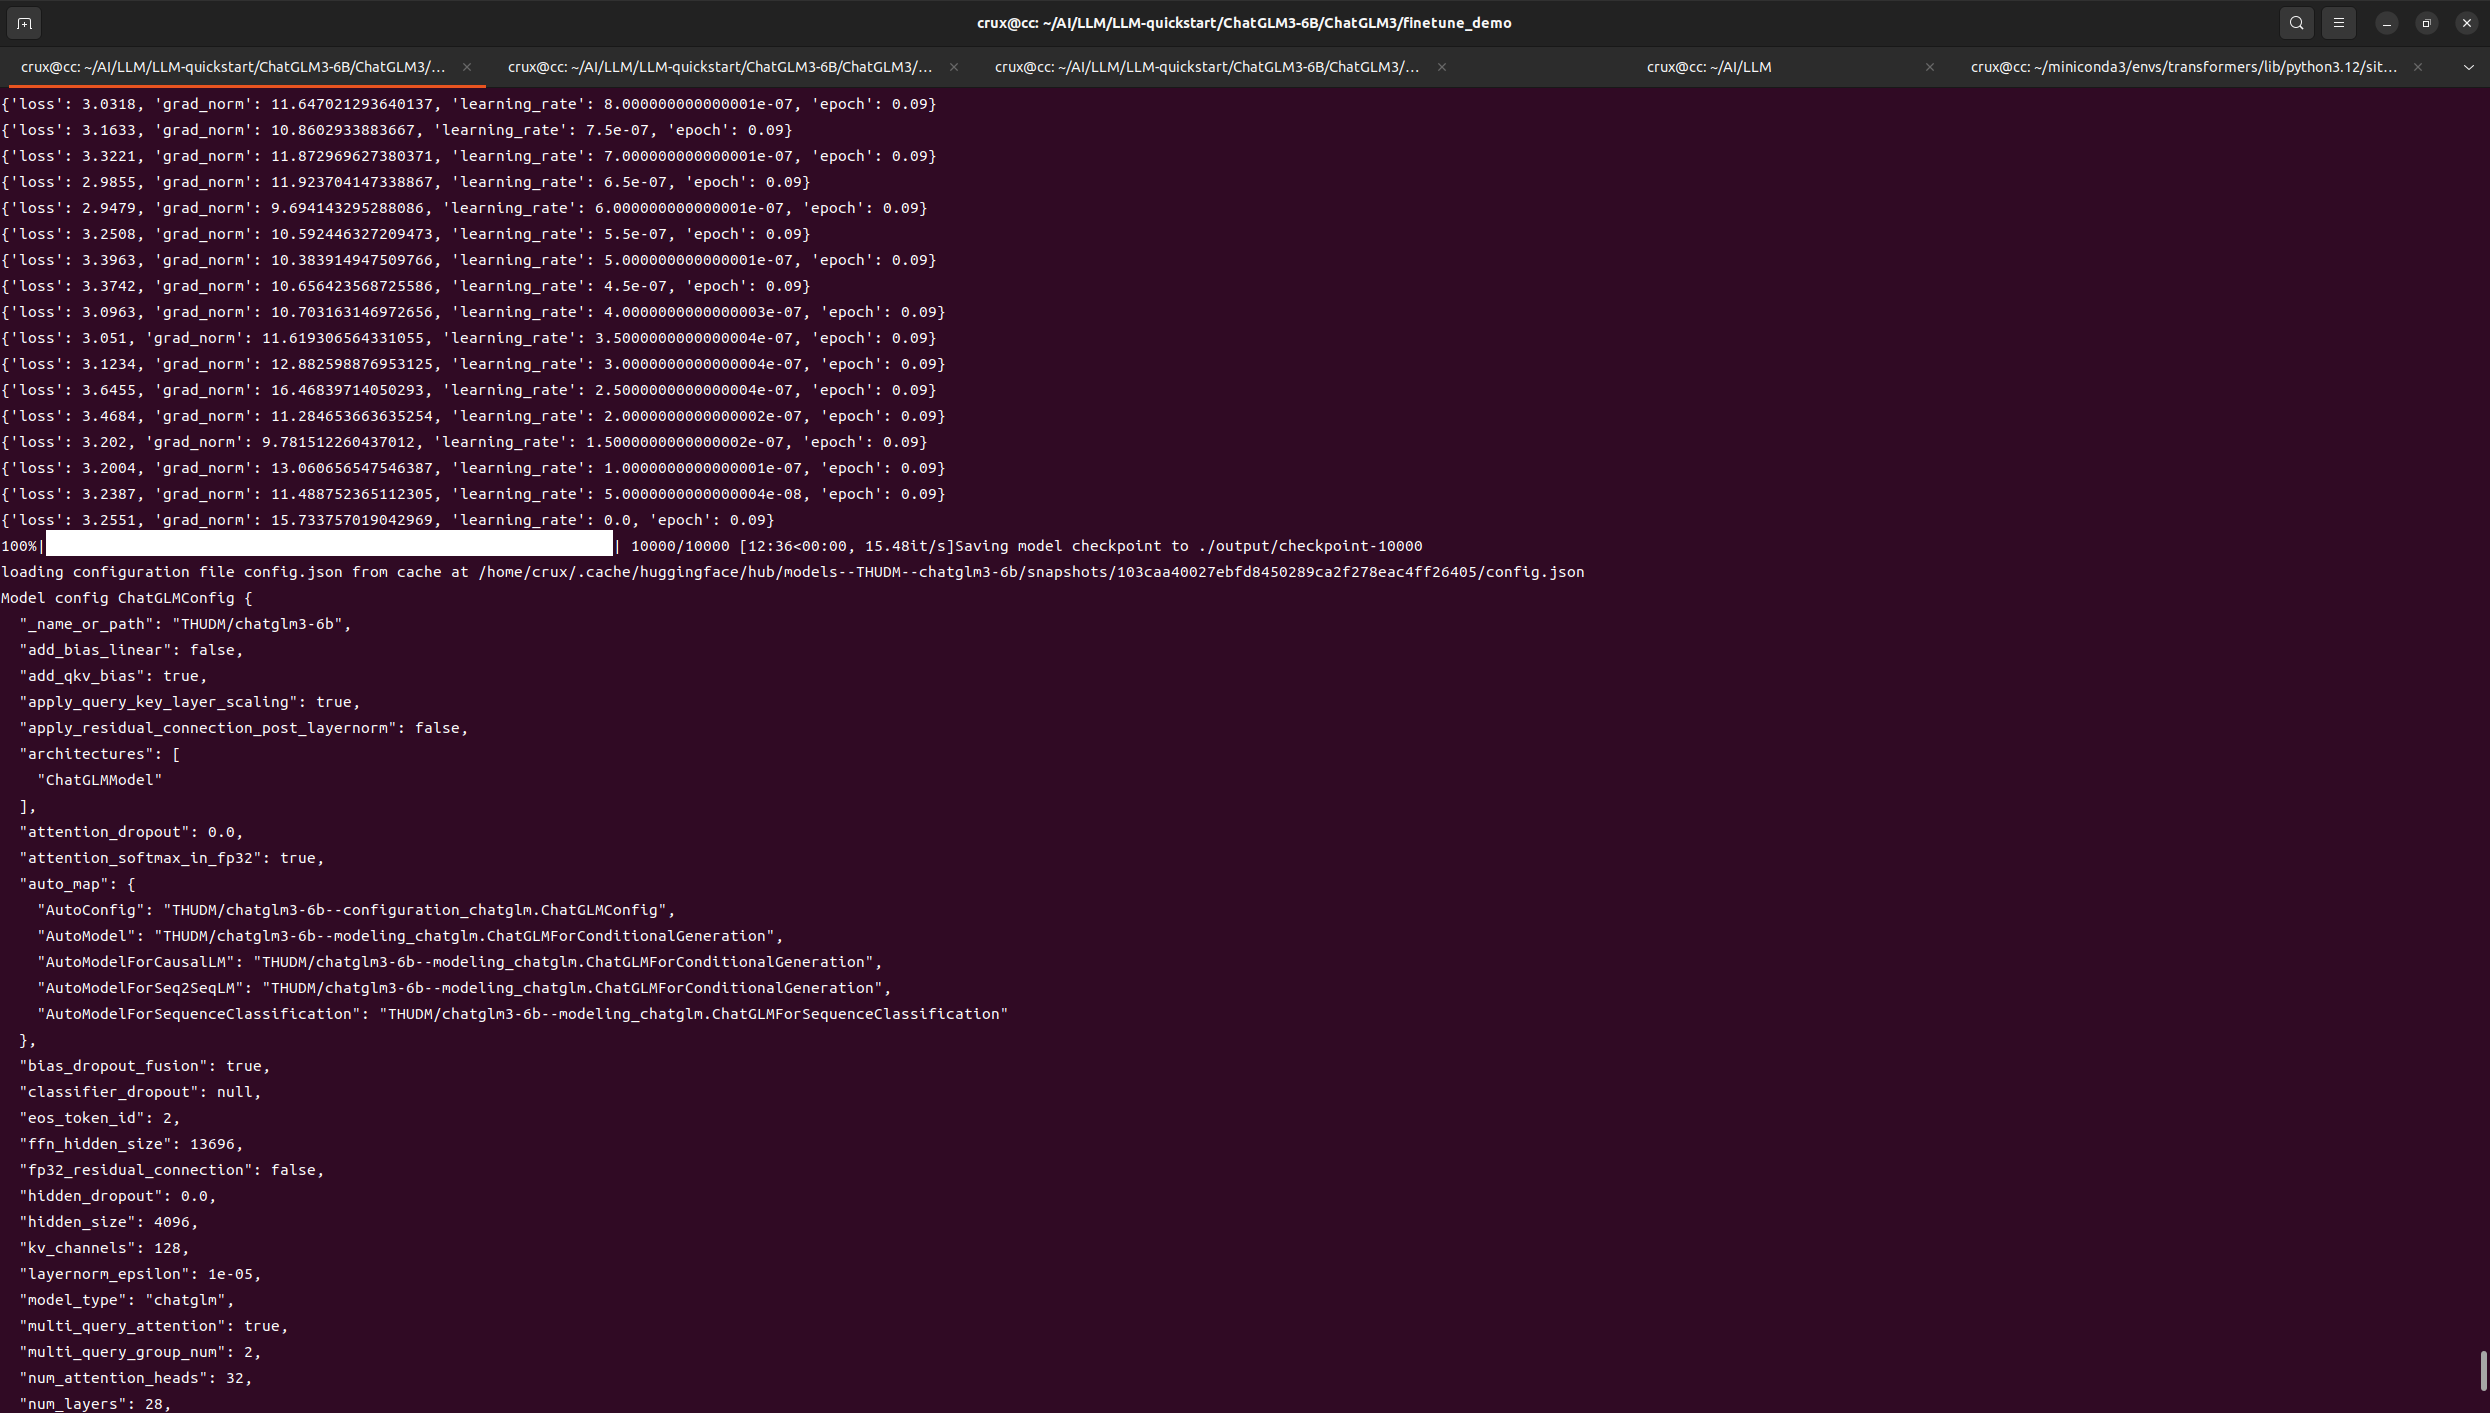 crux@cc: ~/AI/LLM/LLM-quickstart/ChatGLM3-6B/ChatGLM3/finetune_demo
crux@cc: ~/AI/LLM/LLM-quickstart/ChatGLM3-6B/ChatGLM3/...
crux@cc: ~/AI/LLM/LLM-quickstart/ChatGLM3-6B/ChatGLM3/...
crux@cc: ~/AI/LLM/LLM-quickstart/ChatGLM3-6B/ChatGLM3/...
crux@cc: ~/AI/LLM
crux@cc: ~/miniconda3/envs/transformers/lib/python3.12/sit...
{'loss': 3.0318, 'grad_norm': 11.647021293640137, 'learning_rate': 8.000000000000001e-07, 'epoch': 0.09}
{'loss': 3.1633, 'grad_norm': 10.8602933883667, 'learning_rate': 7.5e-07, 'epoch': 0.09}
{'loss': 3.3221, 'grad_norm': 11.872969627380371, 'learning_rate': 7.000000000000001e-07, 'epoch': 0.09}
{'loss': 2.9855, 'grad_norm': 11.923704147338867, 'learning_rate': 6.5e-07, 'epoch': 0.09}
{'loss': 2.9479, 'grad_norm': 9.694143295288086, 'learning_rate': 6.000000000000001e-07, 'epoch': 0.09}
{'loss': 3.2508, 'grad_norm': 10.592446327209473, 'learning_rate': 5.5e-07, 'epoch': 0.09}
{'loss': 3.3963, 'grad_norm': 10.383914947509766, 'learning_rate': 5.000000000000001e-07, 'epoch': 0.09}
{'loss': 3.3742, 'grad_norm': 10.656423568725586, 'learning_rate': 4.5e-07, 'epoch': 0.09}
{'loss': 3.0963, 'grad_norm': 10.703163146972656, 'learning_rate': 4.0000000000000003e-07, 'epoch': 0.09}
{'loss': 3.051, 'grad_norm': 11.619306564331055, 'learning_rate': 3.5000000000000004e-07, 'epoch': 0.09}
{'loss': 3.1234, 'grad_norm': 12.882598876953125, 'learning_rate': 3.0000000000000004e-07, 'epoch': 0.09}
{'loss': 3.6455, 'grad_norm': 16.46839714050293, 'learning_rate': 2.5000000000000004e-07, 'epoch': 0.09}
{'loss': 3.4684, 'grad_norm': 11.284653663635254, 'learning_rate': 2.0000000000000002e-07, 'epoch': 0.09}
{'loss': 3.202, 'grad_norm': 9.781512260437012, 'learning_rate': 1.5000000000000002e-07, 'epoch': 0.09}
{'loss': 3.2004, 'grad_norm': 13.060656547546387, 'learning_rate': 1.0000000000000001e-07, 'epoch': 0.09}
{'loss': 3.2387, 'grad_norm': 11.488752365112305, 'learning_rate': 5.0000000000000004e-08, 'epoch': 0.09}
{'loss': 3.2551, 'grad_norm': 15.733757019042969, 'learning_rate': 0.0, 'epoch': 0.09}
100%| | 10000/10000 [12:36<00:00, 15.48it/s]Saving model checkpoint to ./output/checkpoint-10000
loading configuration file config.json from cache at /home/crux/.cache/huggingface/hub/models--THUDM--chatglm3-6b/snapshots/103caa40027ebfd8450289ca2f278eac4ff26405/config.json
Model config ChatGLMConfig {
  "_name_or_path": "THUDM/chatglm3-6b",
  "add_bias_linear": false,
  "add_qkv_bias": true,
  "apply_query_key_layer_scaling": true,
  "apply_residual_connection_post_layernorm": false,
  "architectures": [
    "ChatGLMModel"
  ],
  "attention_dropout": 0.0,
  "attention_softmax_in_fp32": true,
  "auto_map": {
    "AutoConfig": "THUDM/chatglm3-6b--configuration_chatglm.ChatGLMConfig",
    "AutoModel": "THUDM/chatglm3-6b--modeling_chatglm.ChatGLMForConditionalGeneration",
    "AutoModelForCausalLM": "THUDM/chatglm3-6b--modeling_chatglm.ChatGLMForConditionalGeneration",
    "AutoModelForSeq2SeqLM": "THUDM/chatglm3-6b--modeling_chatglm.ChatGLMForConditionalGeneration",
    "AutoModelForSequenceClassification": "THUDM/chatglm3-6b--modeling_chatglm.ChatGLMForSequenceClassification"
  },
  "bias_dropout_fusion": true,
  "classifier_dropout": null,
  "eos_token_id": 2,
  "ffn_hidden_size": 13696,
  "fp32_residual_connection": false,
  "hidden_dropout": 0.0,
  "hidden_size": 4096,
  "kv_channels": 128,
  "layernorm_epsilon": 1e-05,
  "model_type": "chatglm",
  "multi_query_attention": true,
  "multi_query_group_num": 2,
  "num_attention_heads": 32,
  "num_layers": 28,